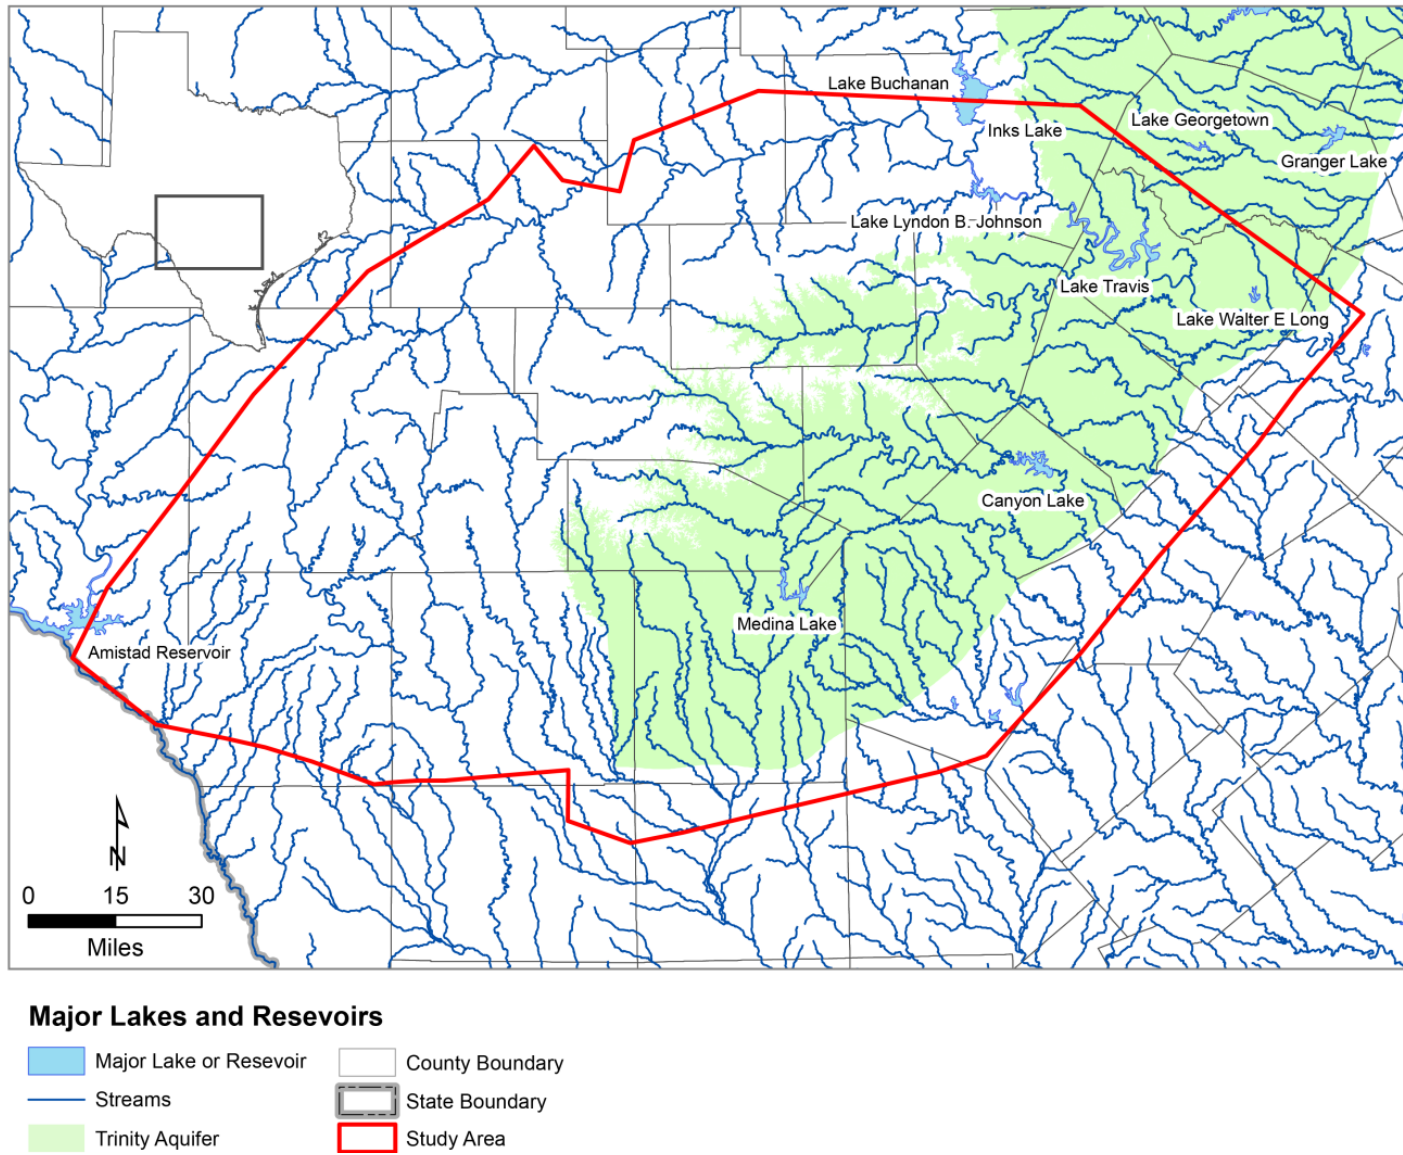 Lake Buchanan
Inks Lake
Lake Georgetown
Granger Lake
Lake Lyndon B. Johnson
Lake Travis
Lake Walter E Long
Canyon Lake
Medina Lake
Amistad Reservoir
N
0 15 30
Miles
Major Lakes and Resevoirs
Major Lake or Resevoir
County Boundary
Streams
State Boundary
Trinity Aquifer
Study Area